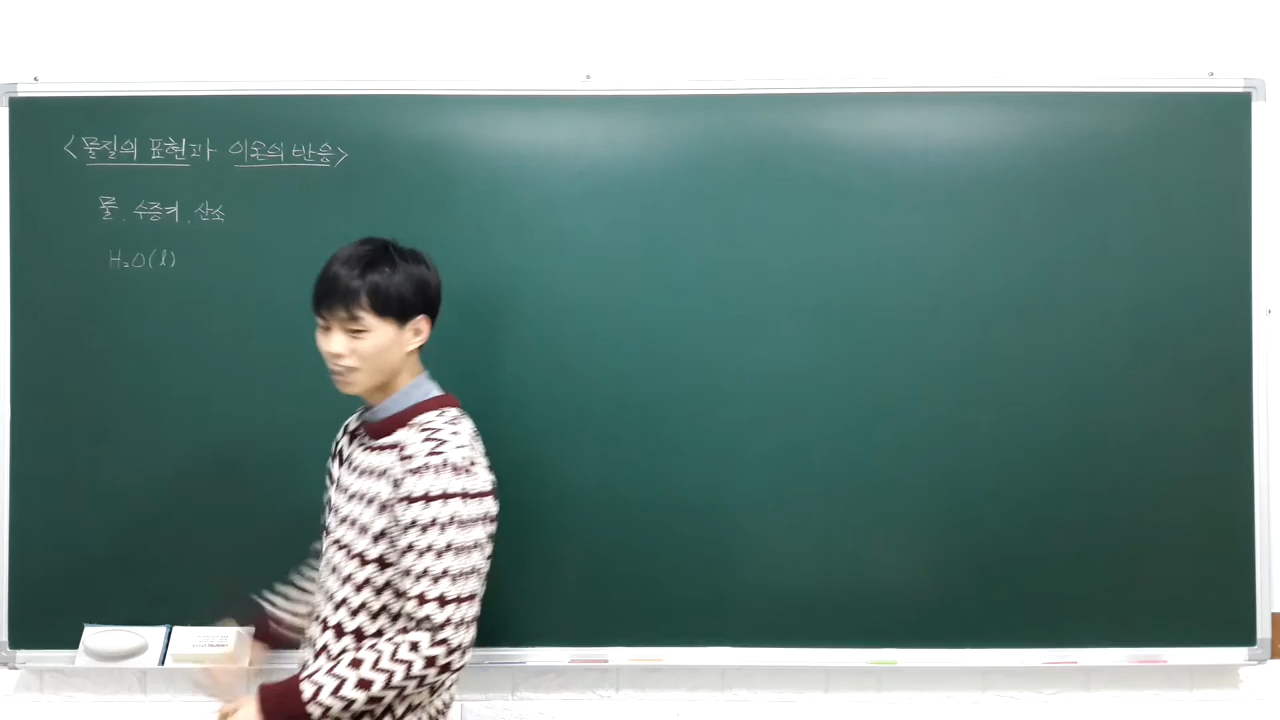 <물질의 표현과 이온의 반응>
물, 수증기, 산소
H₂O(l)